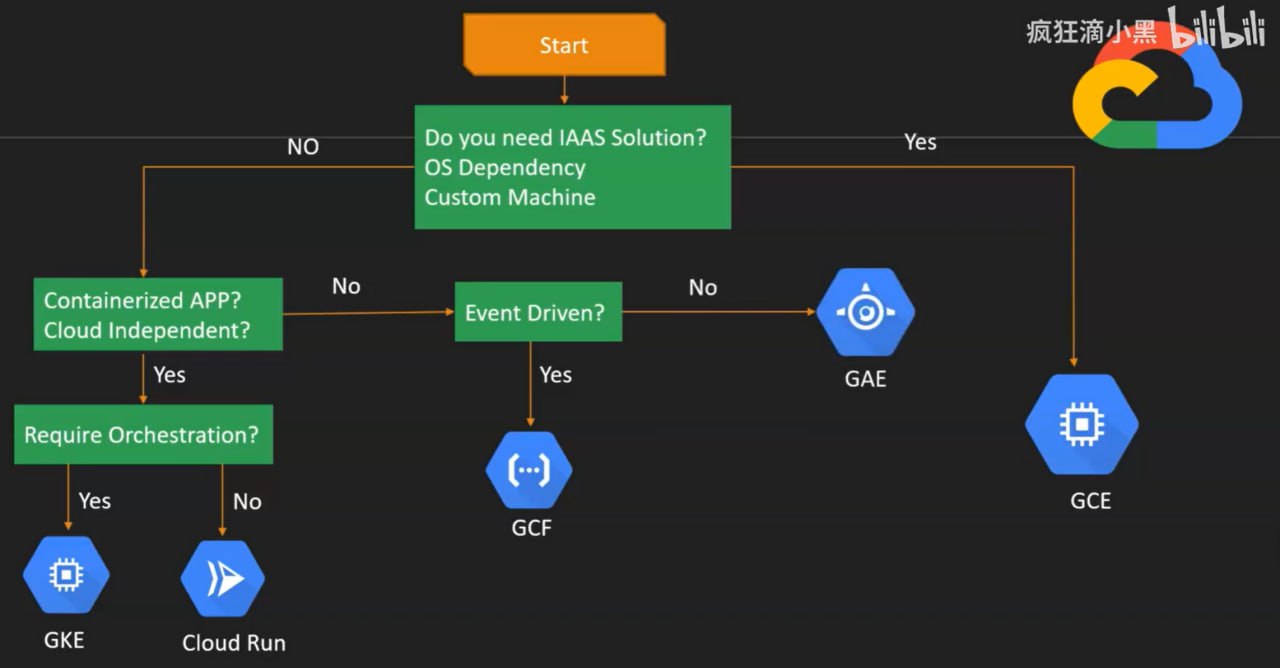 疯狂滴小黑 bilibili
Start
Do you need IAAS Solution?
OS Dependency
Custom Machine
NO
Yes
Containerized APP?
Cloud Independent?
No
Event Driven?
No
GAE
Yes
Yes
Require Orchestration?
GCF
GCE
Yes
No
GKE
Cloud Run